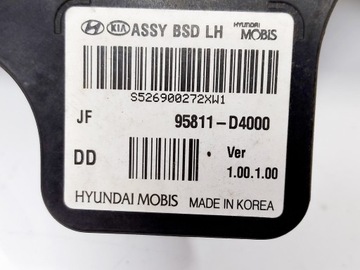 KIA ASSY BSD LH HYUNDAI MOBIS
S526900272XW1
JF 95811-D4000
DD • Ver
1.00.1.00
HYUNDAI MOBIS MADE IN KOREA